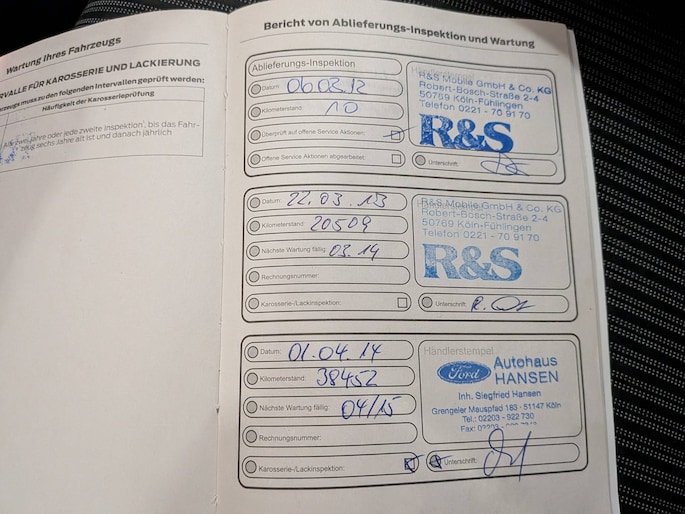 Wartung Ihres Fahrzeugs
RVALLE FÜR KAROSSERIE UND LACKIERUNG
hrzeugs muss zu den folgenden Intervallen geprüft werden:
Häufigkeit der Karosserieprüfung
Alle zwei Jahre oder jede zweite Inspektion, bis das Fahr-
zeug sechs Jahre alt ist und danach jährlich
Bericht von Ablieferungs-Inspektion und Wartung
Ablieferungs-Inspektion
Datum: 06.03.12
Kilometerstand: 10
Überprüft auf offene Service Aktionen:
Offene Service Aktionen abgearbeitet:
R&S Mobile GmbH & Co. KG
Robert-Bosch-Straße 2-4
50769 Köln-Fühlingen
Telefon 0221 - 70 91 70
R&S
Unterschrift:
Datum: 22.03.13
Kilometerstand: 20509
Nächste Wartung fällig: 03.14
Rechnungsnummer:
Karosserie-/Lackinspektion:
R&S Mobile GmbH & Co. KG
Robert-Bosch-Straße 2-4
50769 Köln-Fühlingen
Telefon 0221 - 70 91 70
R&S
Unterschrift:
Datum: 01.04.14
Kilometerstand: 38452
Nächste Wartung fällig: 04/15
Rechnungsnummer:
Karosserie-/Lackinspektion:
Händlerstempel
Ford
Autohaus
HANSEN
Inh. Siegfried Hansen
Grengeler Mauspfad 183 - 51147 Köln
Tel.: 02203 - 922 730
Fax: 02203
Unterschrift: